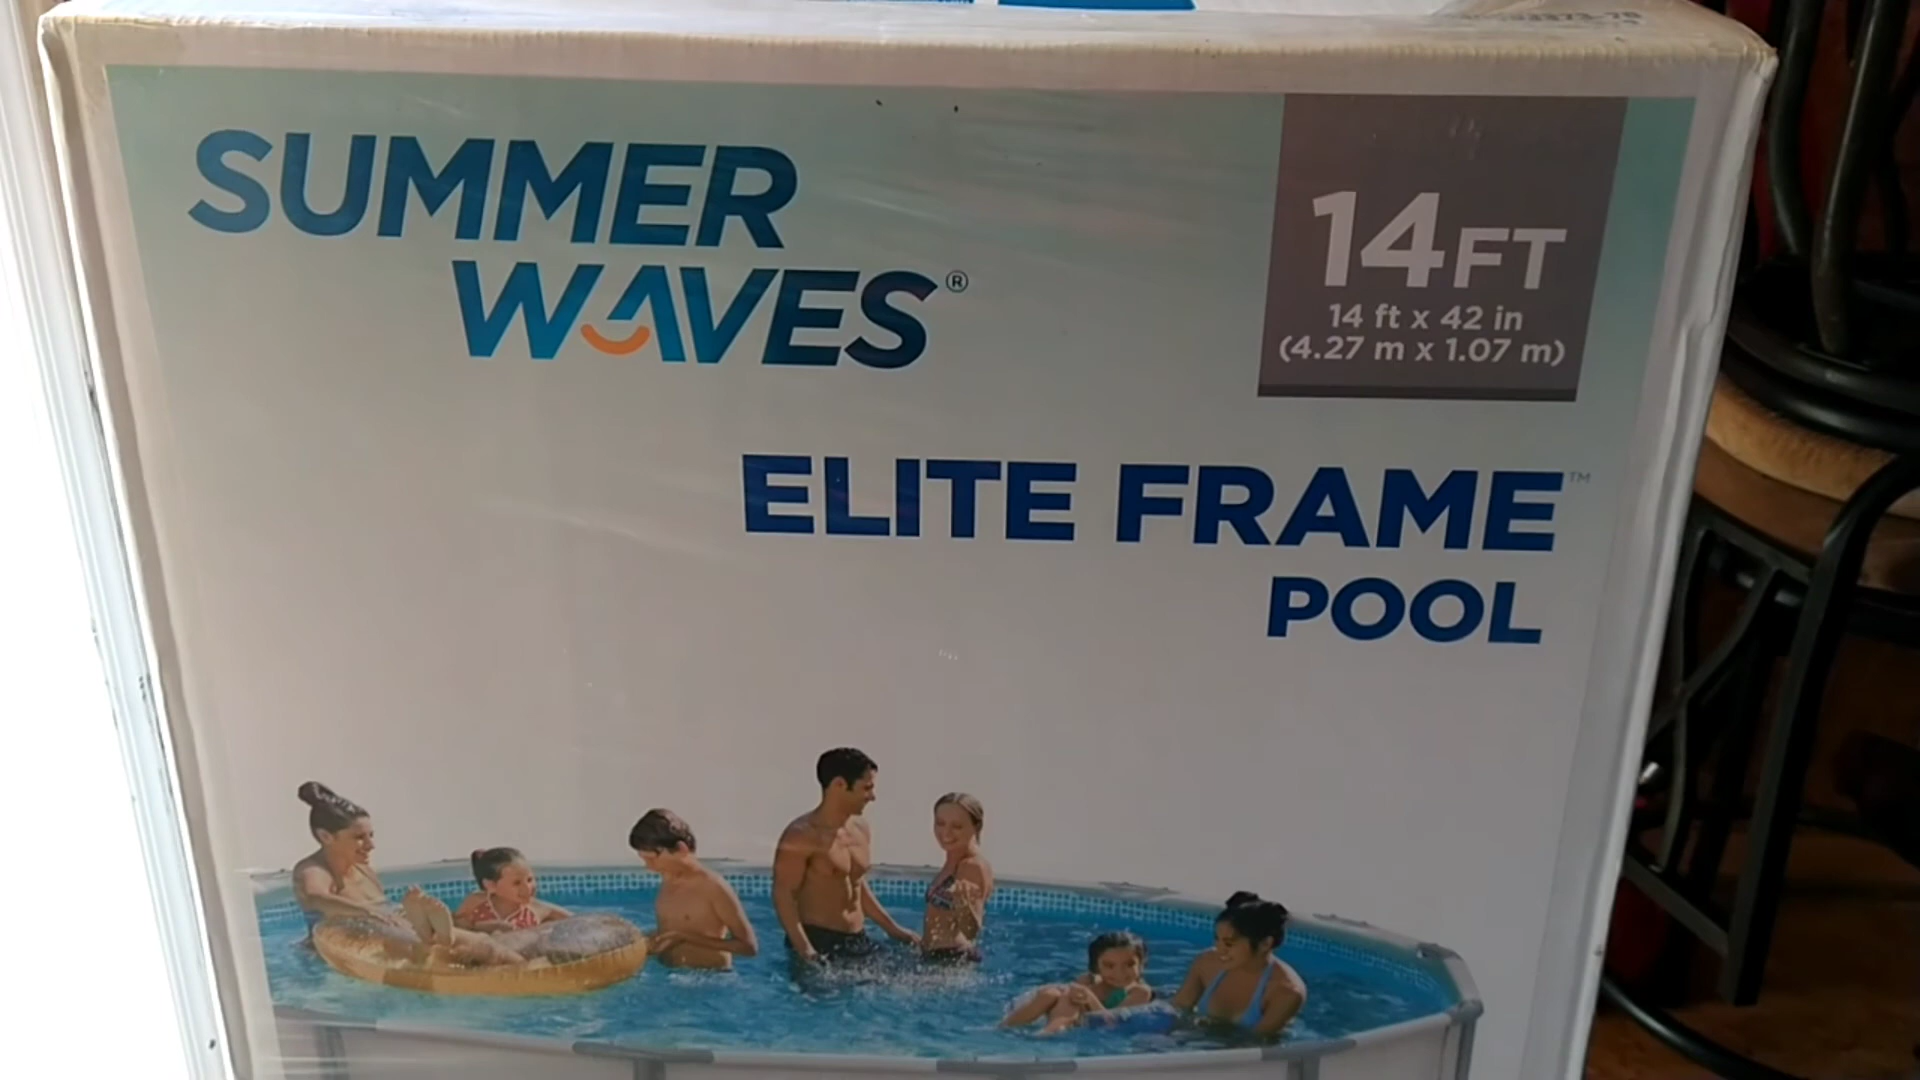 SUMMER
WAVES®
14FT
14 ft x 42 in
(4.27 m x 1.07 m)
ELITE FRAME™
POOL